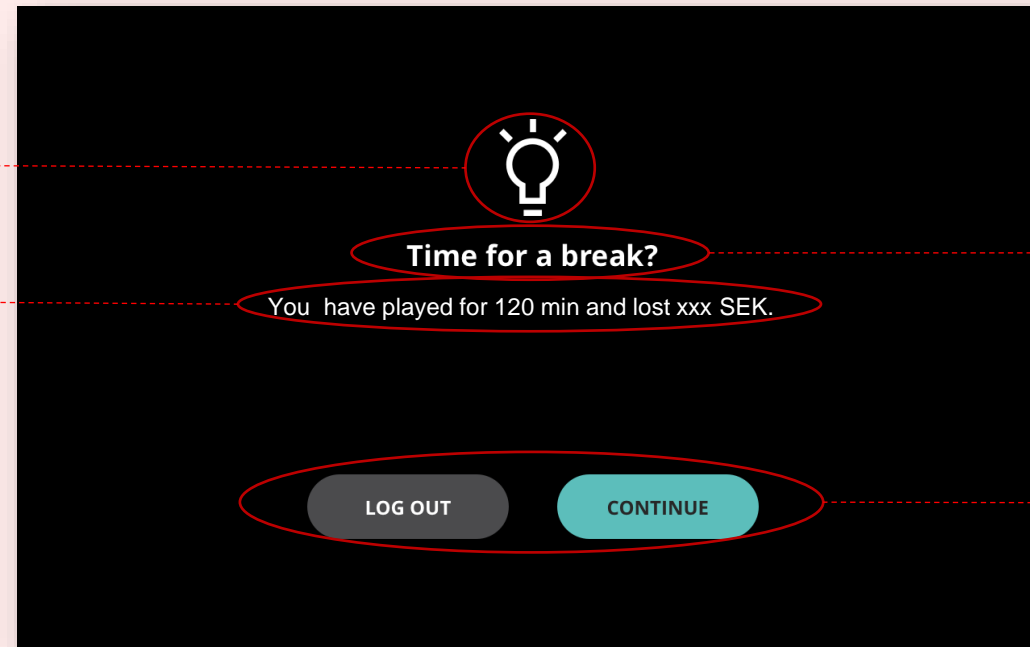 Time for a break?
You  have played for 120 min and lost xxx SEK.
LOG OUT
CONTINUE